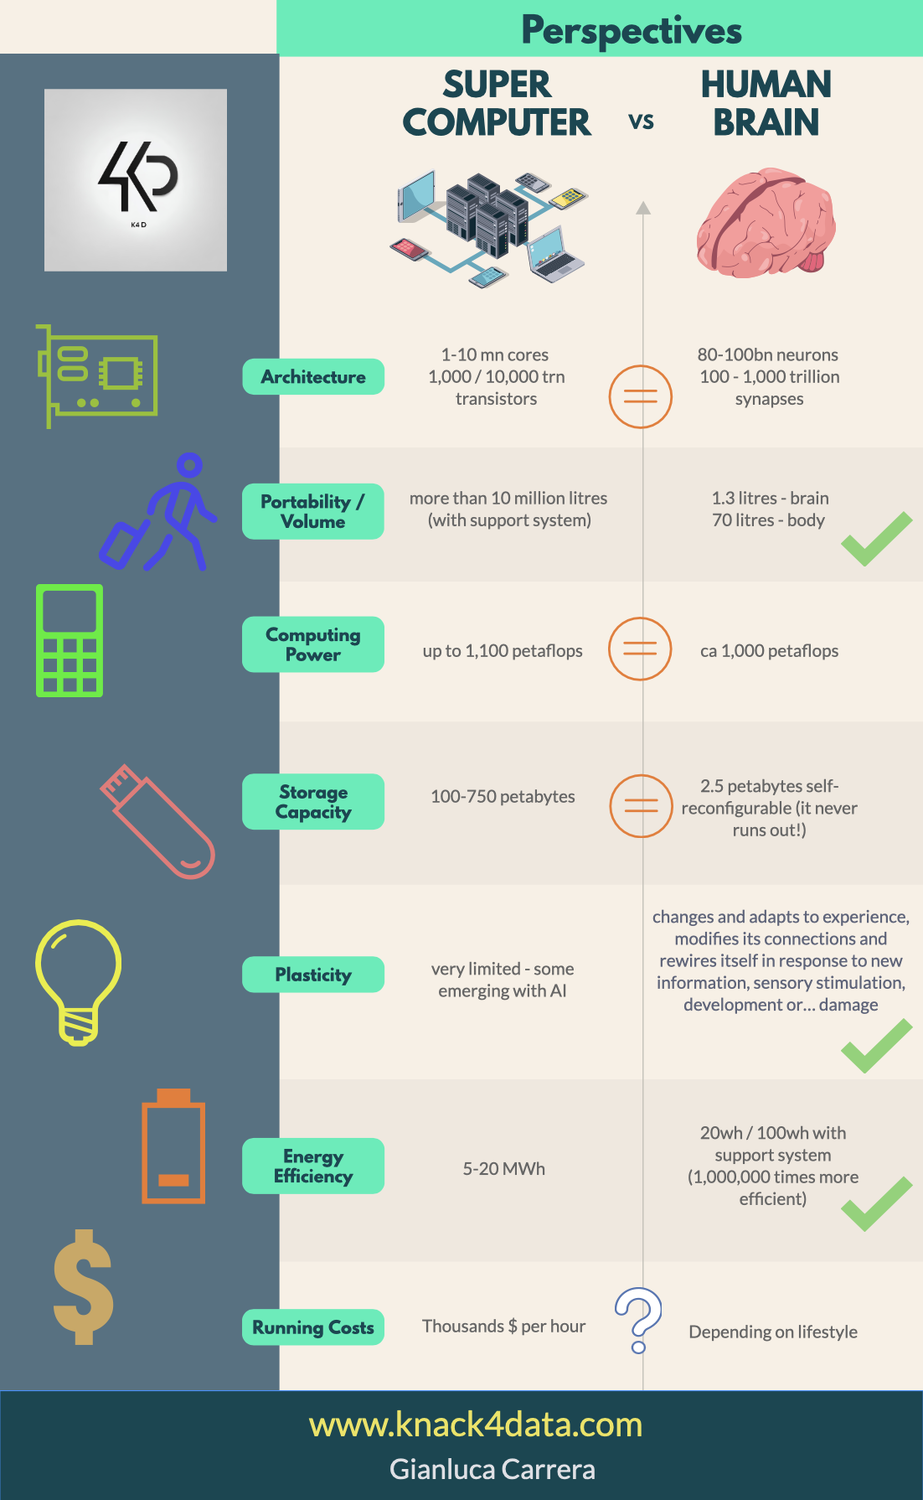 Perspectives
SUPER
COMPUTER
vs
HUMAN
BRAIN
K4D
Architecture
1-10 mn cores
1,000 / 10,000 trn
transistors
80-100bn neurons
100 - 1,000 trillion
synapses
Portability /
Volume
more than 10 million litres
(with support system)
1.3 litres - brain
70 litres - body
Computing
Power
up to 1,100 petaflops
ca 1,000 petaflops
Storage
Capacity
100-750 petabytes
2.5 petabytes self-
reconfigurable (it never
runs out!)
Plasticity
very limited - some
emerging with AI
changes and adapts to experience,
modifies its connections and
rewires itself in response to new
information, sensory stimulation,
development or... damage
Energy
Efficiency
5-20 MWh
20wh / 100wh with
support system
(1,000,000 times more
efficient)
Running Costs
Thousands $ per hour
?
Depending on lifestyle
www.knack4data.com
Gianluca Carrera